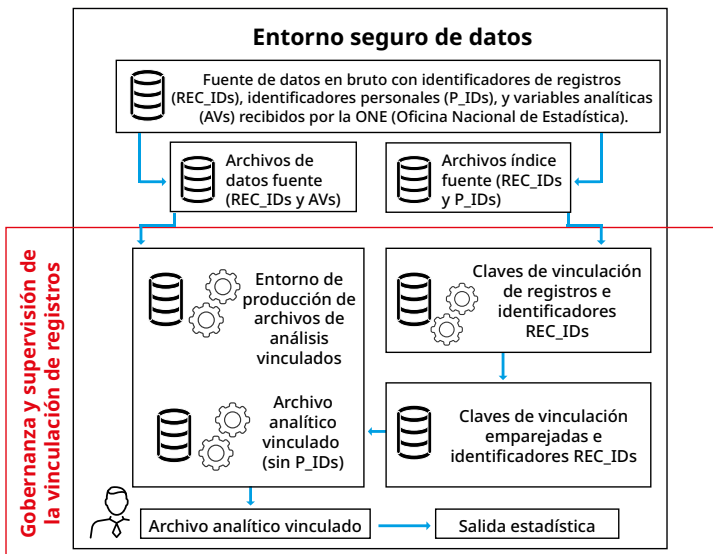 Entorno seguro de datos
Fuente de datos en bruto con identificadores de registros
(REC_IDs), identificadores personales (P_IDs), y variables analíticas
(AVs) recibidos por la ONE (Oficina Nacional de Estadística).
Archivos de
datos fuente
(REC_IDs y AVs)
Archivos índice
fuente (REC_IDs
y P_IDs)
Gobernanza y supervisión de
la vinculación de registros
Entorno de
producción de
archivos de
análisis
vinculados
Claves de vinculación
de registros e
identificadores
REC_IDs
Archivo
analítico
vinculado
(sin P_IDs)
Claves de vinculación
emparejadas e
identificadores REC_IDs
Archivo analítico vinculado
Salida estadística